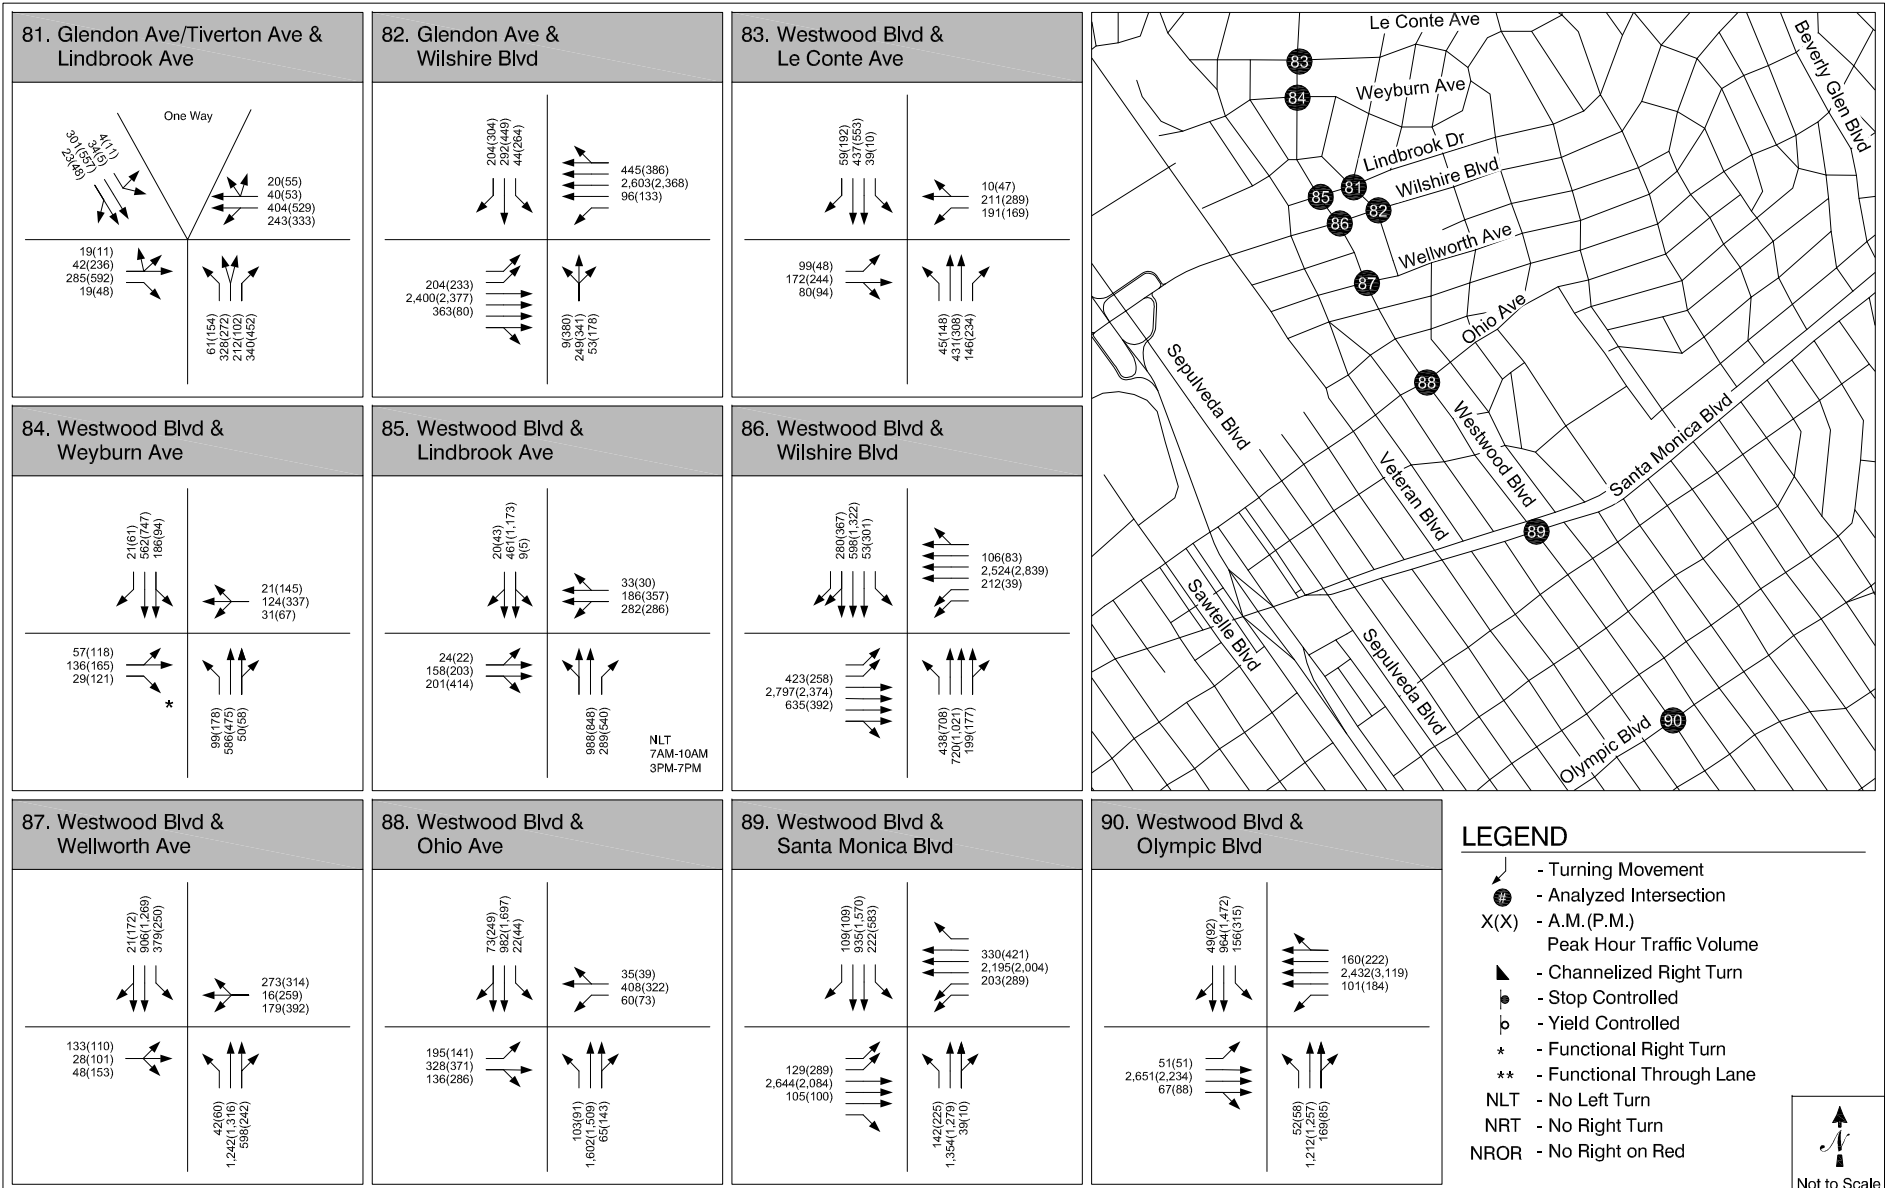 81. Glendon Ave/Tiverton Ave &
Lindbrook Ave
One Way
23(48)
301(557)
34(5)
4(11)
20(55)
40(53)
404(529)
243(333)
19(11)
42(236)
285(592)
19(48)
61(154)
328(272)
212(102)
340(452)
82. Glendon Ave &
Wilshire Blvd
204(304)
292(449)
44(264)
445(386)
2,603(2,368)
96(133)
204(233)
2,400(2,377)
363(80)
9(380)
249(341)
53(178)
83. Westwood Blvd &
Le Conte Ave
59(192)
437(553)
39(10)
10(47)
211(289)
191(169)
99(48)
172(244)
80(94)
45(148)
431(308)
146(234)
84. Westwood Blvd &
Weyburn Ave
21(61)
562(747)
186(94)
21(145)
124(337)
31(67)
57(118)
136(165)
29(121)
*
99(178)
586(475)
50(58)
85. Westwood Blvd &
Lindbrook Ave
20(43)
461(1,173)
9(5)
33(30)
186(357)
282(286)
24(22)
158(203)
201(414)
988(848)
289(540)
NLT
7AM-10AM
3PM-7PM
86. Westwood Blvd &
Wilshire Blvd
280(367)
598(1,322)
53(301)
106(83)
2,524(2,839)
212(39)
423(258)
2,797(2,374)
635(392)
438(708)
720(1,021)
199(177)
87. Westwood Blvd &
Wellworth Ave
21(172)
906(1,269)
379(250)
273(314)
16(259)
179(392)
133(110)
28(101)
48(153)
42(60)
1,242(1,316)
598(242)
88. Westwood Blvd &
Ohio Ave
73(249)
982(1,697)
22(44)
35(39)
408(322)
60(73)
195(141)
328(371)
136(286)
103(91)
1,602(1,509)
65(143)
89. Westwood Blvd &
Santa Monica Blvd
109(109)
935(1,570)
222(583)
330(421)
2,195(2,004)
203(289)
129(289)
2,644(2,084)
105(100)
142(225)
1,354(1,279)
39(10)
90. Westwood Blvd &
Olympic Blvd
49(92)
964(1,472)
156(315)
160(222)
2,432(3,119)
101(184)
51(51)
2,651(2,234)
67(88)
52(58)
1,212(1,257)
169(85)
Le Conte Ave
Beverly Glen Blvd
83
84
Weyburn Ave
Lindbrook Dr
Wilshire Blvd
85
81
82
86
Wellworth Ave
87
Ohio Ave
Sepulveda Blvd
88
Westwood Blvd
Santa Monica Blvd
Veteran Blvd
89
Sawtelle Blvd
Sepulveda Blvd
90
Olympic Blvd
LEGEND
- Turning Movement
# - Analyzed Intersection
X(X) - A.M.(P.M.)
Peak Hour Traffic Volume
- Channelized Right Turn
- Stop Controlled
- Yield Controlled
* - Functional Right Turn
** - Functional Through Lane
NLT - No Left Turn
NRT - No Right Turn
NROR - No Right on Red
N
Not to Scale